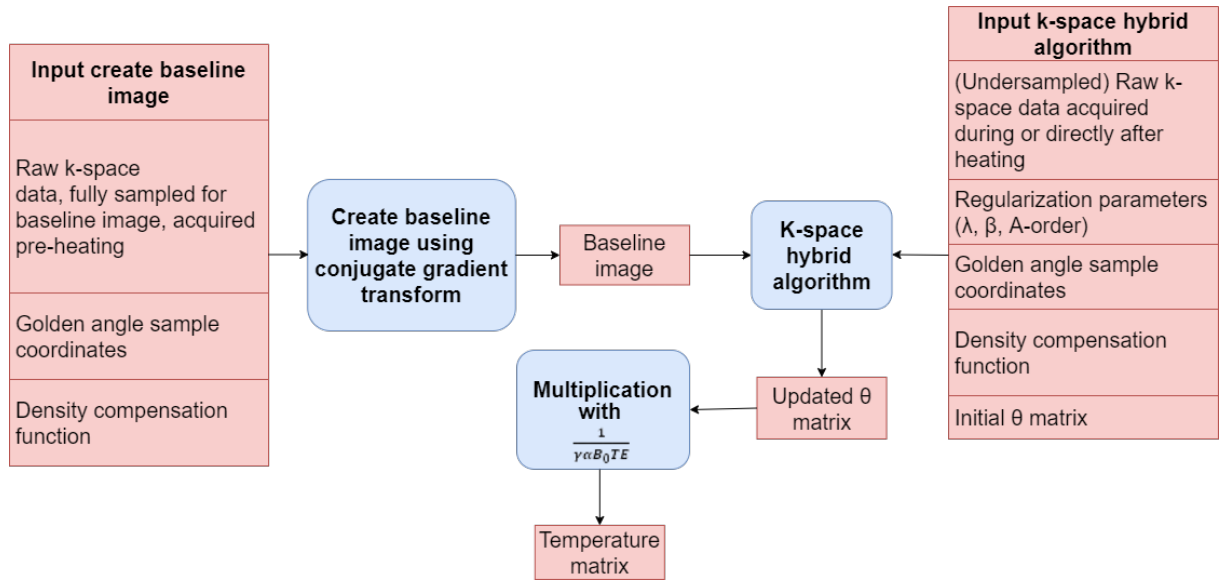 Input create baseline
image
Raw k-space
data, fully sampled for
baseline image, acquired
pre-heating
Golden angle sample
coordinates
Density compensation
function
Create baseline
image using
conjugate gradient
transform
Baseline
image
K-space
hybrid
algorithm
Input k-space hybrid
algorithm
(Undersampled) Raw k-
space data acquired
during or directly after
heating
Regularization parameters
(λ, β, A-order)
Golden angle sample
coordinates
Density compensation
function
Initial θ matrix
Updated θ
matrix
Multiplication
with
1
γαB₀TE
Temperature
matrix